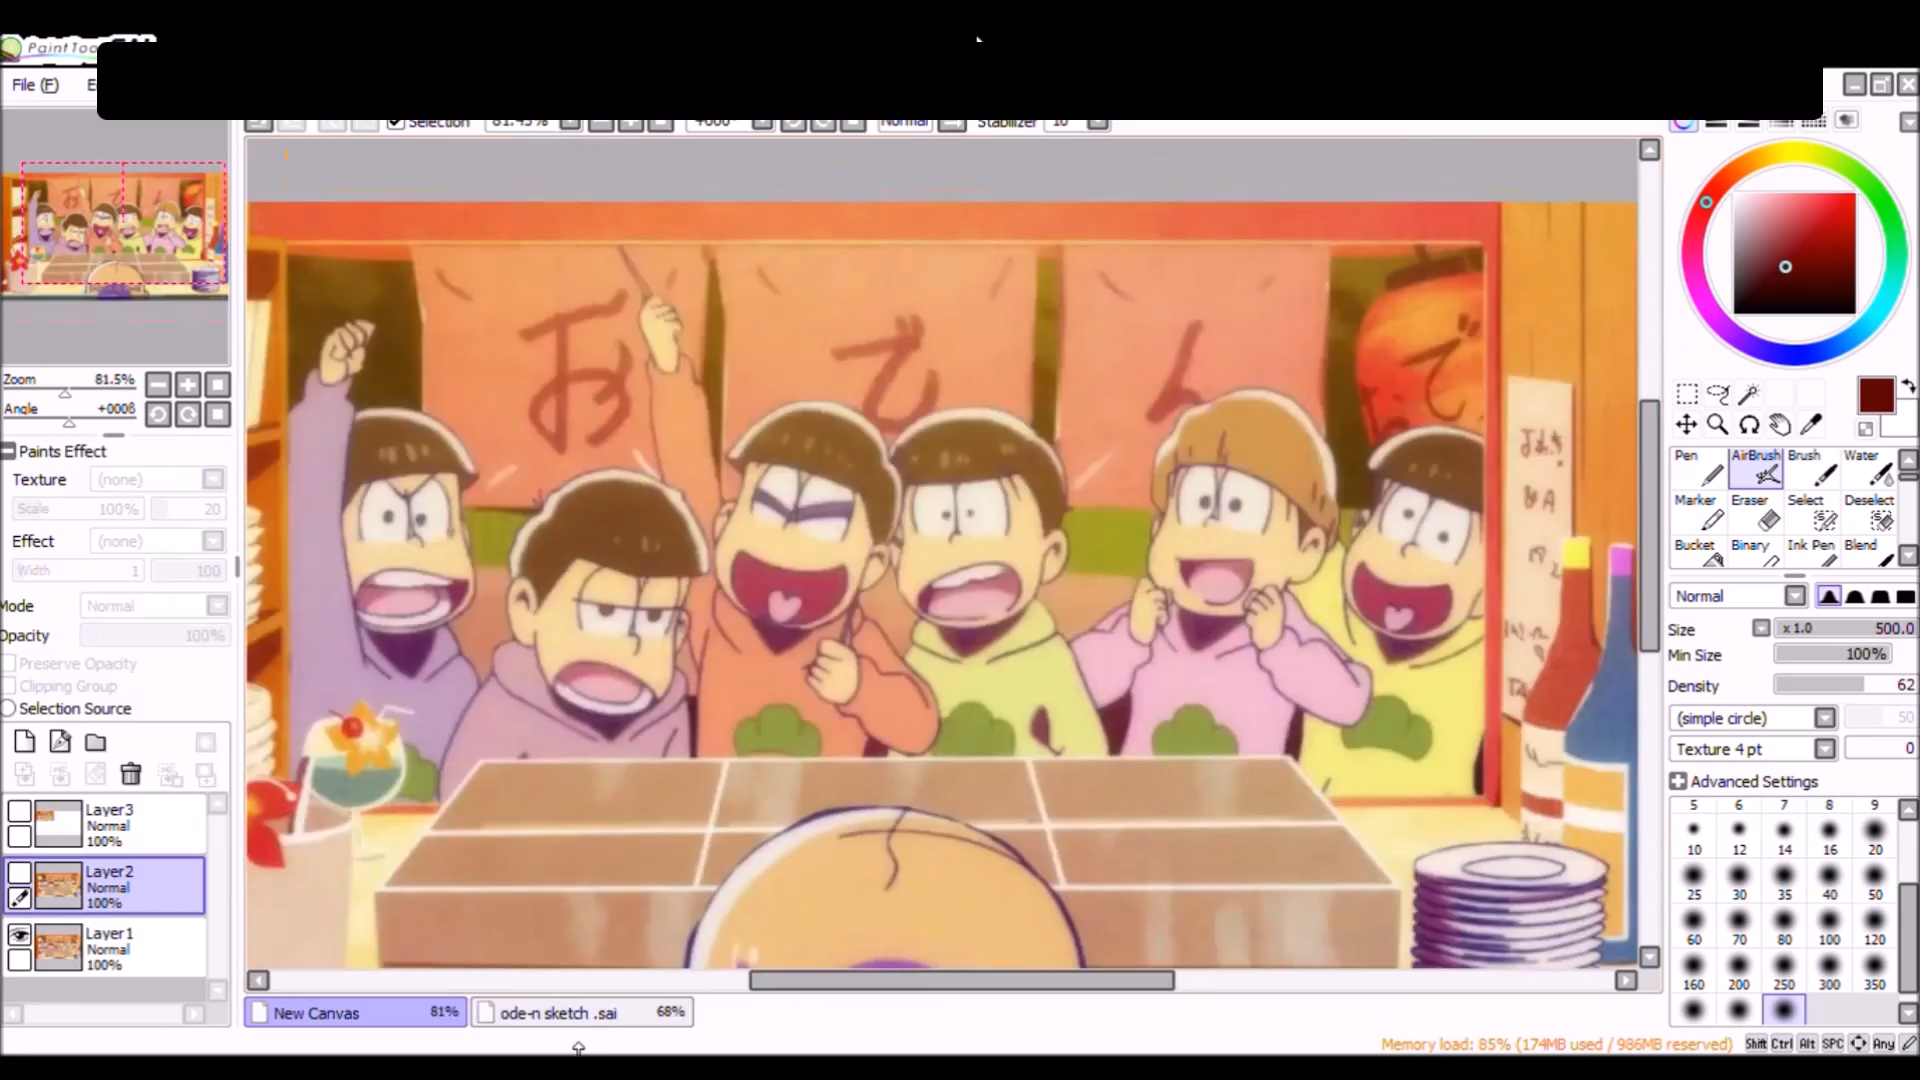 PaintToo
File (F)
Selection
Normal
Stabilizer
Zoom 81.5%
Angle +0008
Paints Effect
Texture (none)
Scale 100% 20
Effect (none)
Width 1 100
Mode Normal
Opacity 100%
Preserve Opacity
Clipping Group
Selection Source
Layer3
Normal
100%
Layer2
Normal
100%
Layer1
Normal
100%
おでん
で
New Canvas 81%
ode-n sketch .sai 68%
Pen AirBrush Brush Water
Marker Eraser Select Deselect
Bucket Binary Ink Pen Blend
Normal
Size x 1.0 500.0
Min Size 100%
Density 62
(simple circle) 50
Texture 4 pt 0
Advanced Settings
5 6 7 8 9
10 12 14 16 20
25 30 35 40 50
60 70 80 100 120
160 200 250 300 350
Memory load: 85% (174MB used / 986MB reserved) Shift Ctrl Alt SPC Any